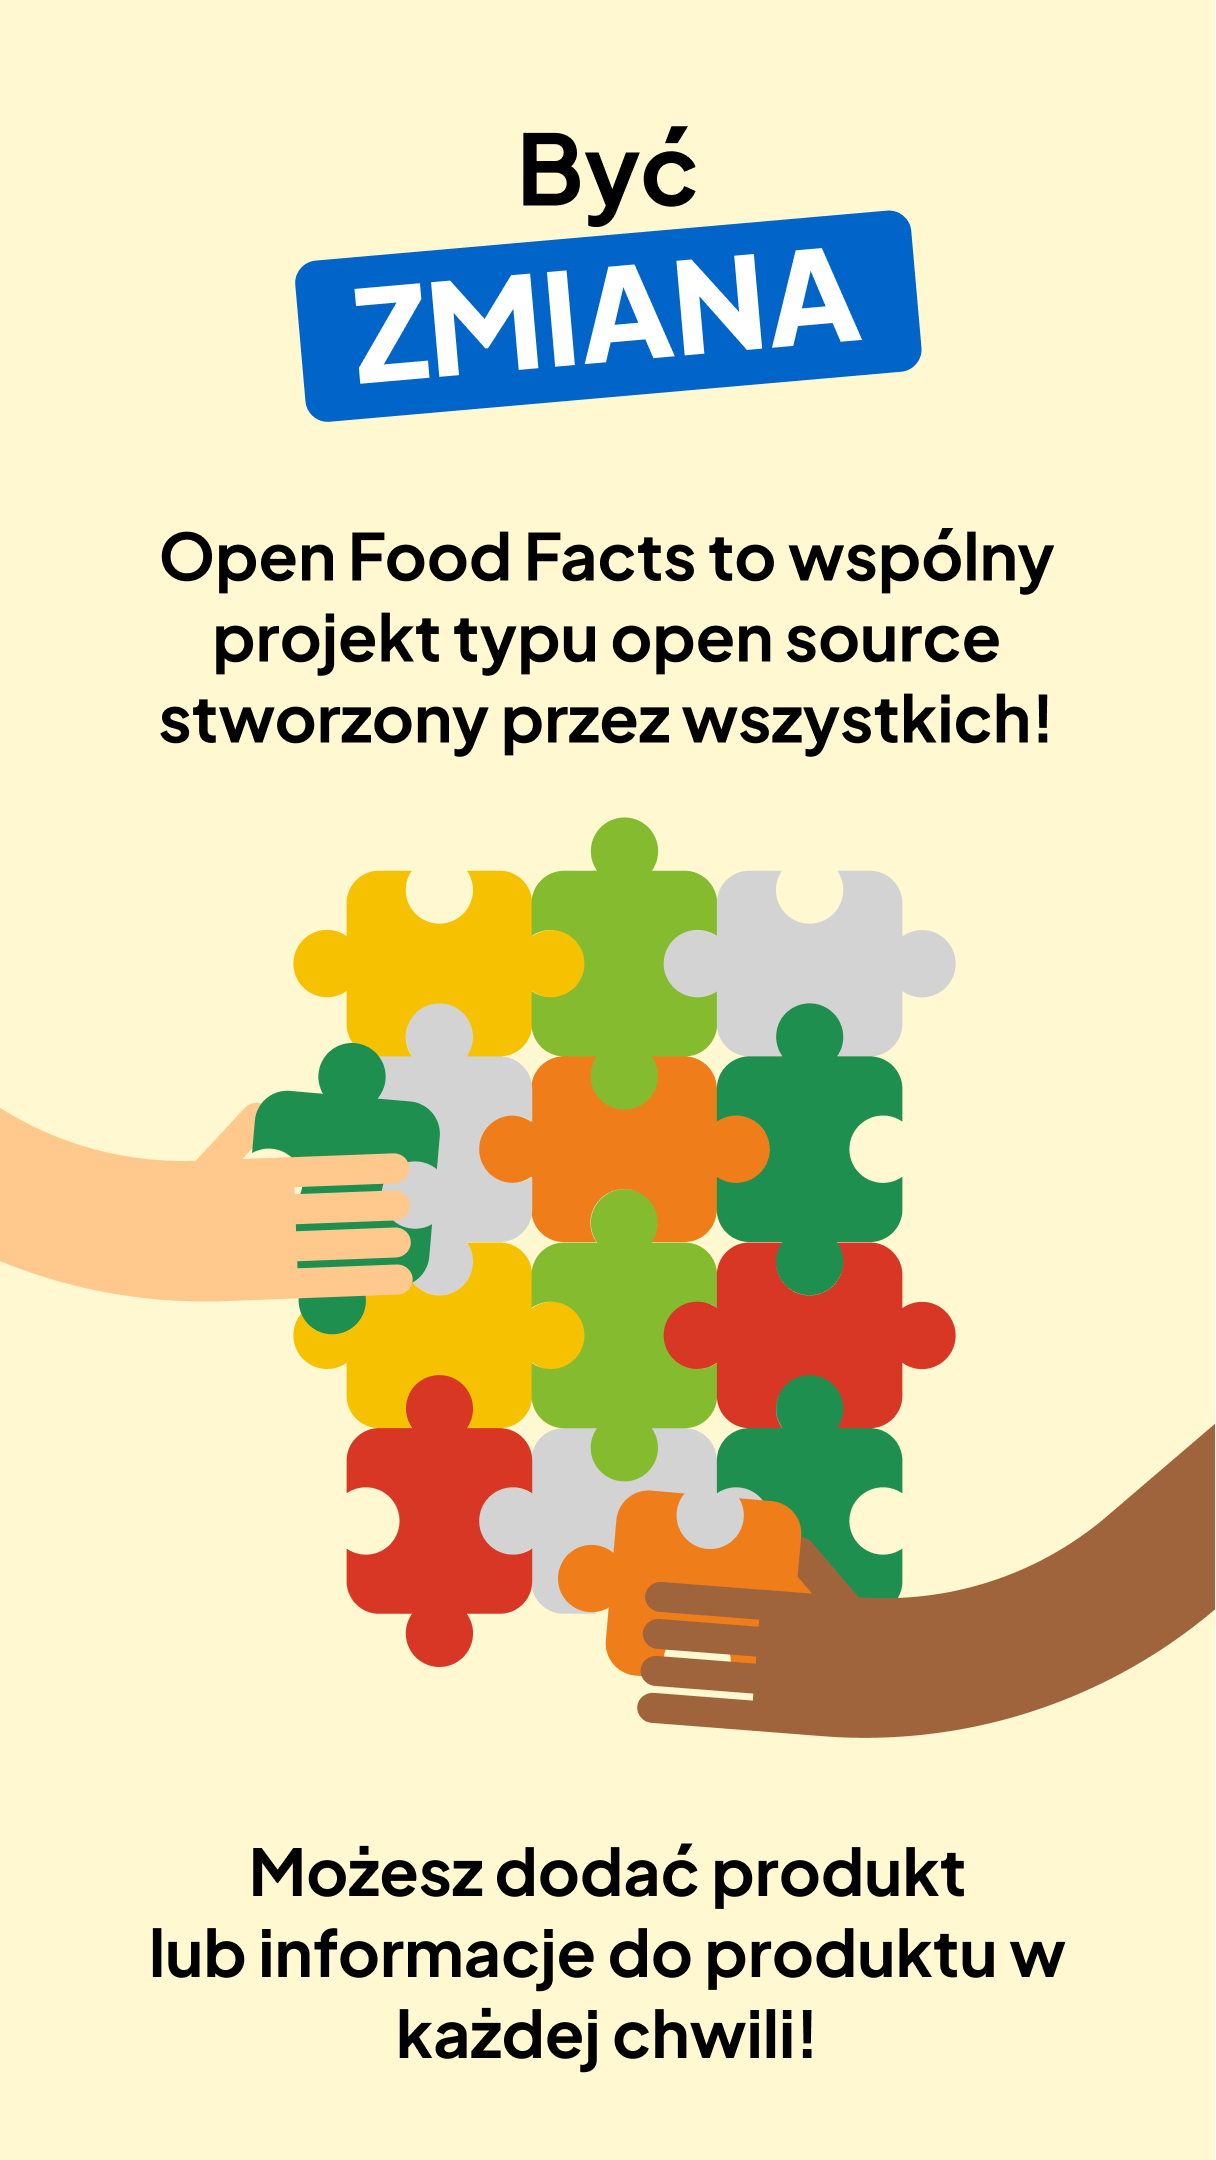 Być
ZMIANA
Open Food Facts to wspólny
projekt typu open source
stworzony przez wszystkich!
Możesz dodać produkt
lub informacje do produktu w
każdej chwili!